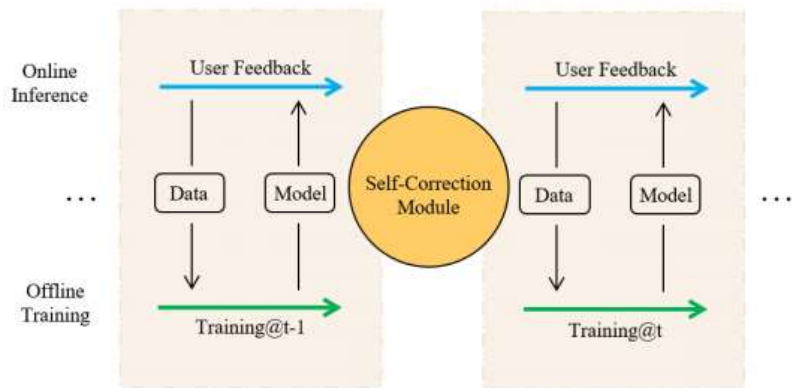 Online
Inference
User Feedback
User Feedback
Data
Model
Self-Correction
Module
Data
Model
...
...
Offline
Training
Training@t-1
Training@t